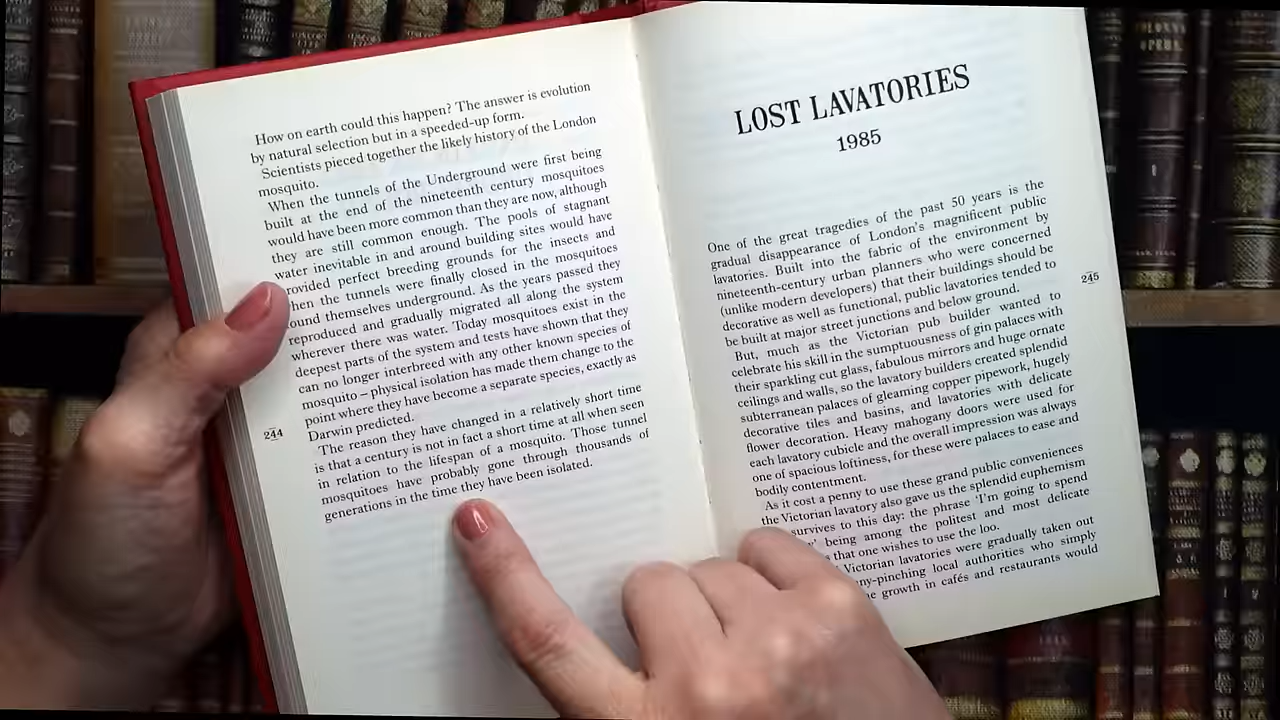 How on earth could this happen? The answer is evolution
by natural selection but in a speeded-up form.
Scientists pieced together the likely history of the London
mosquito.
When the tunnels of the Underground were first being
built at the end of the nineteenth century mosquitoes
would have been more common than they are now, although
they are still common enough. The pools of stagnant
water inevitable in and around building sites would have
rovided perfect breeding grounds for the insects and
hen the tunnels were finally closed in the mosquitoes
ound themselves underground. As the years passed they
reproduced and gradually migrated all along the system
wherever there was water. Today mosquitoes exist in the
deepest parts of the system and tests have shown that they
can no longer interbreed with any other known species of
mosquito – physical isolation has made them change to the
point where they have become a separate species, exactly as
Darwin predicted.
The reason they have changed in a relatively short time
is that a century is not in fact a short time at all when seen
in relation to the lifespan of a mosquito. Those tunnel
mosquitoes have probably gone through thousands of
generations in the time they have been isolated.
244
LOST LAVATORIES
1985
One of the great tragedies of the past 50 years is the
gradual disappearance of London's magnificent public
lavatories. Built into the fabric of the environment by
nineteenth-century urban planners who were concerned
(unlike modern developers) that their buildings should be
decorative as well as functional, public lavatories tended to
be built at major street junctions and below ground.
But, much as the Victorian pub builder wanted to
celebrate his skill in the sumptuousness of gin palaces with
their sparkling cut glass, fabulous mirrors and huge ornate
ceilings and walls, so the lavatory builders created splendid
subterranean palaces of gleaming copper pipework, hugely
decorative tiles and basins, and lavatories with delicate
flower decoration. Heavy mahogany doors were used for
each lavatory cubicle and the overall impression was always
one of spacious loftiness, for these were palaces to ease and
bodily contentment.
As it cost a penny to use these grand public conveniences
the Victorian lavatory also gave us the splendid euphemism
survives to this day: the phrase 'I'm going to spend
being among the politest and most delicate
that one wishes to use the loo.
Victorian lavatories were gradually taken out
ny-pinching local authorities who simply
e growth in cafés and restaurants would
245